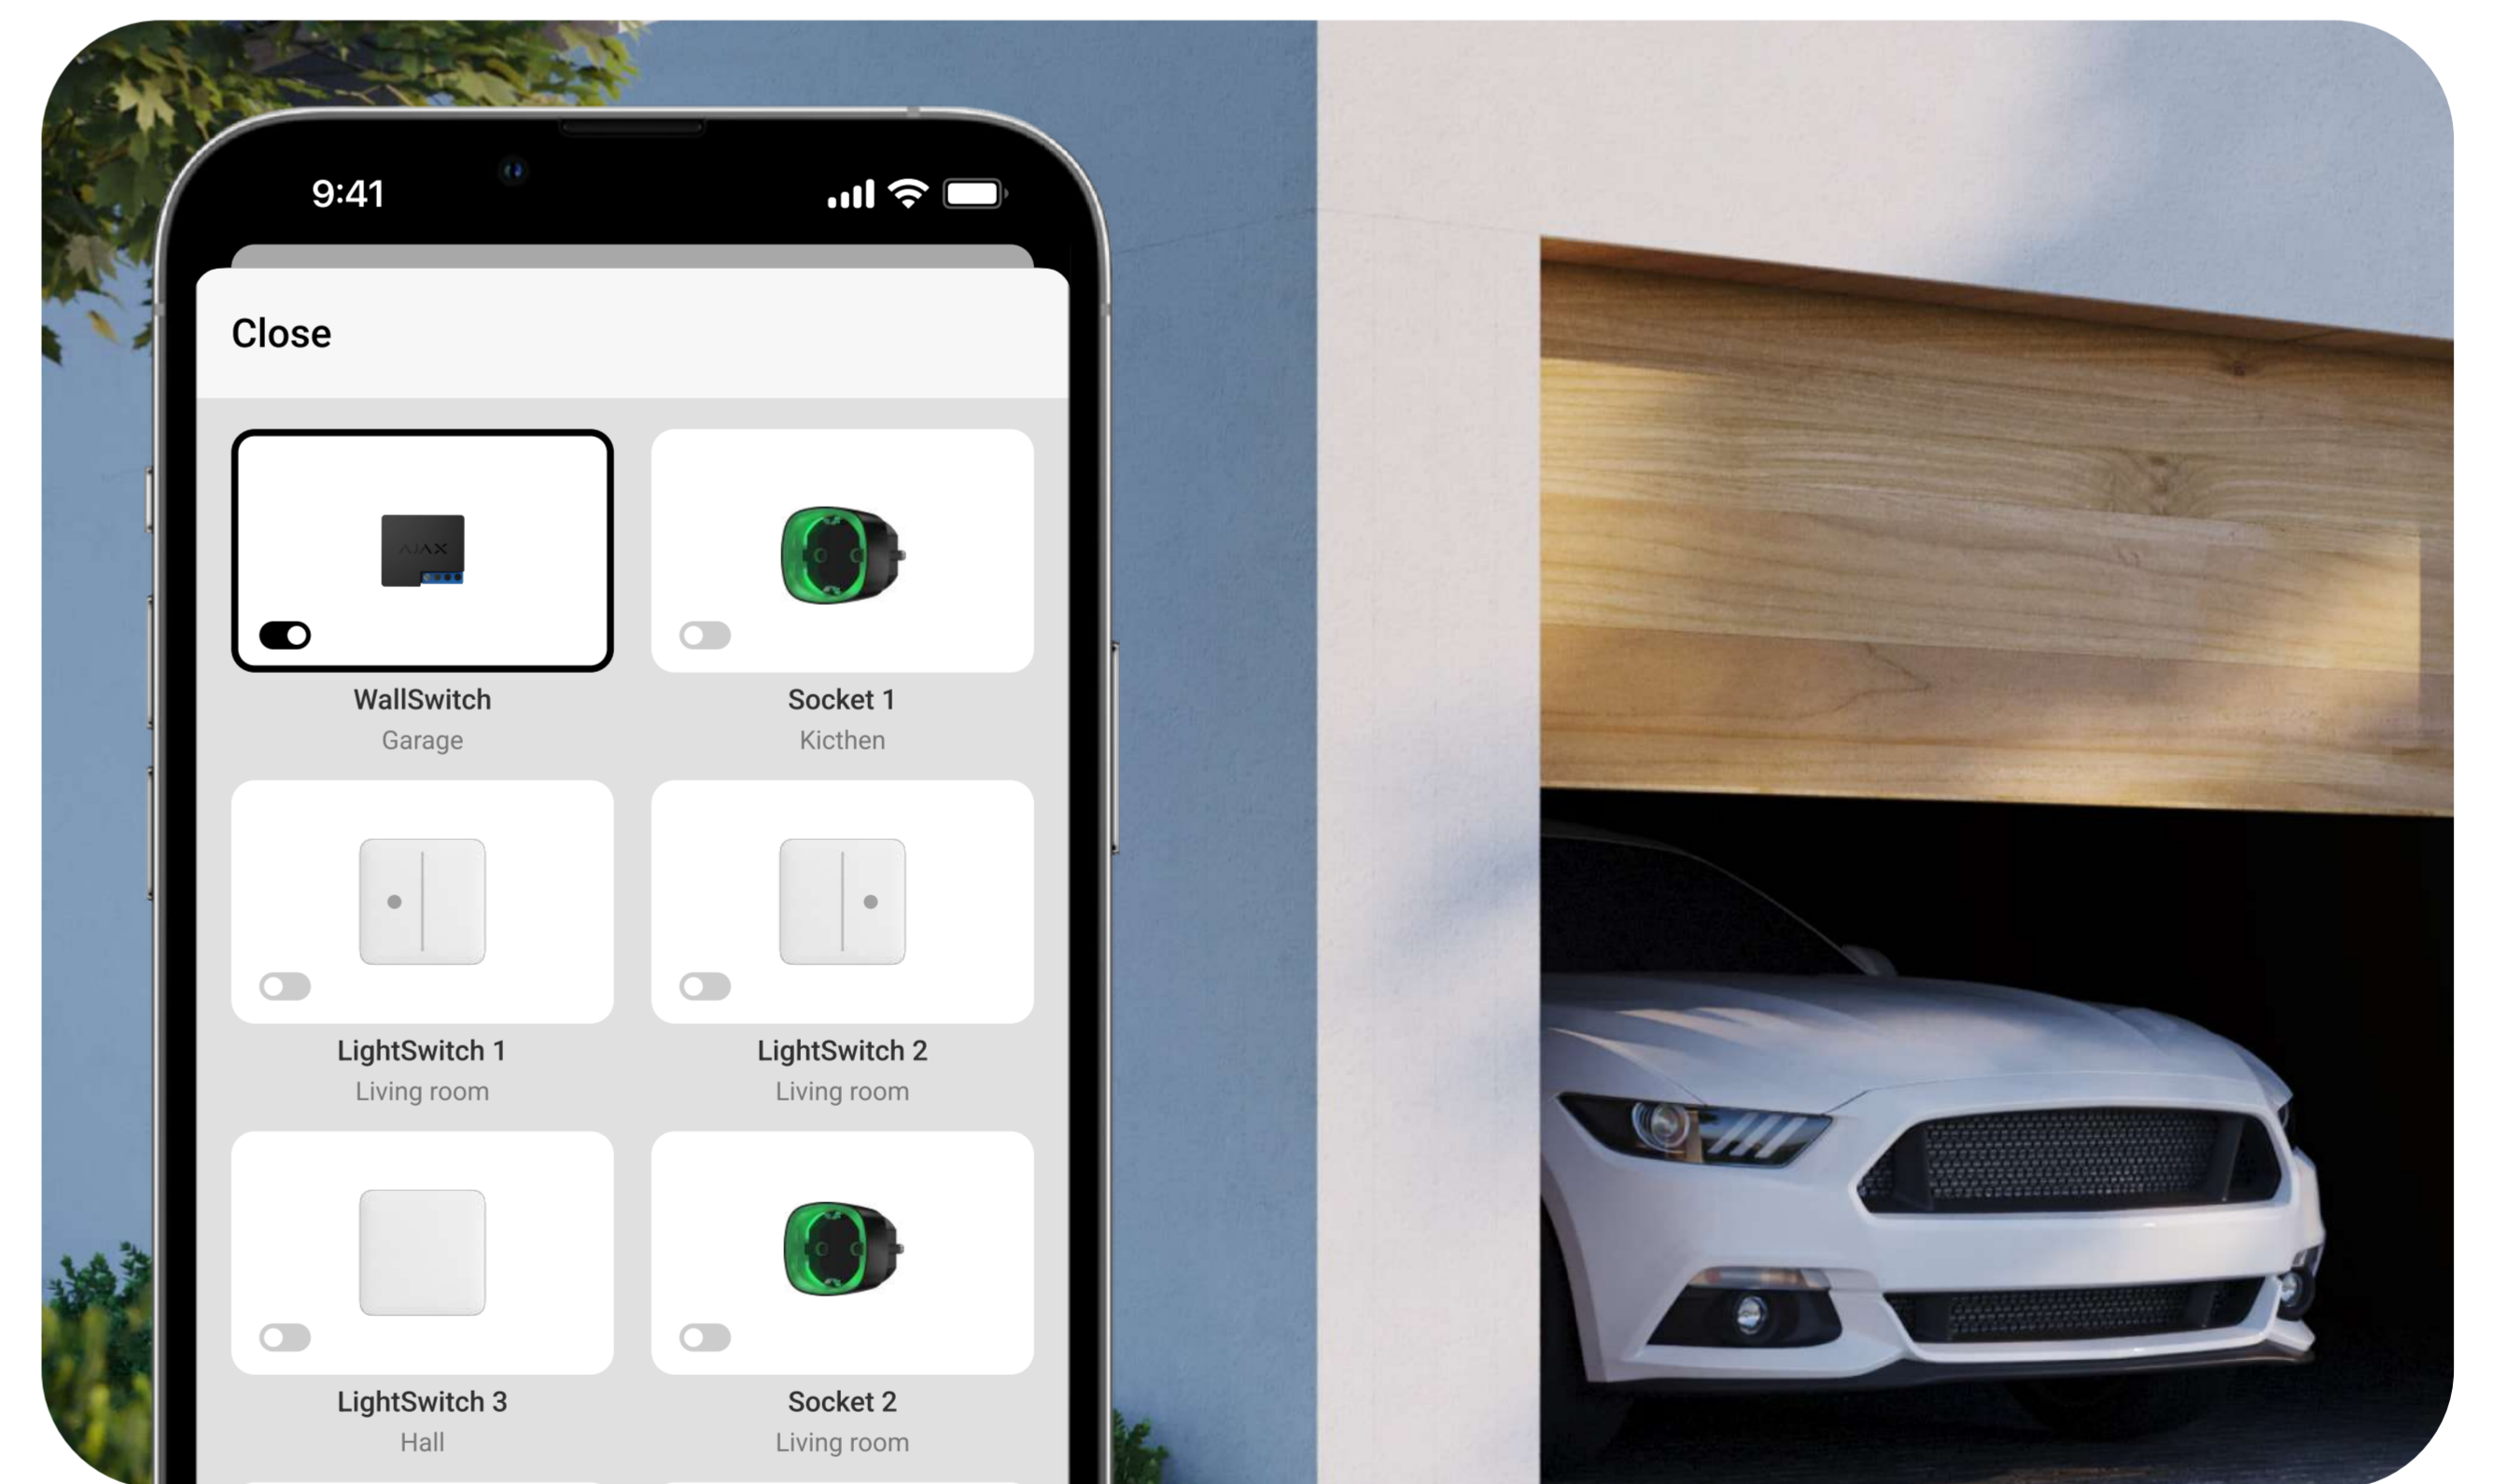 9:41
Close
AJAX
WallSwitch
Garage
Socket 1
Kicthen
LightSwitch 1
Living room
LightSwitch 2
Living room
LightSwitch 3
Hall
Socket 2
Living room